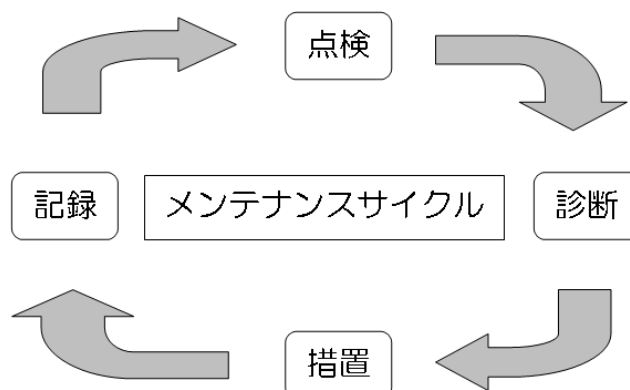 点検
記録
メンテナンスサイクル
診断
措置